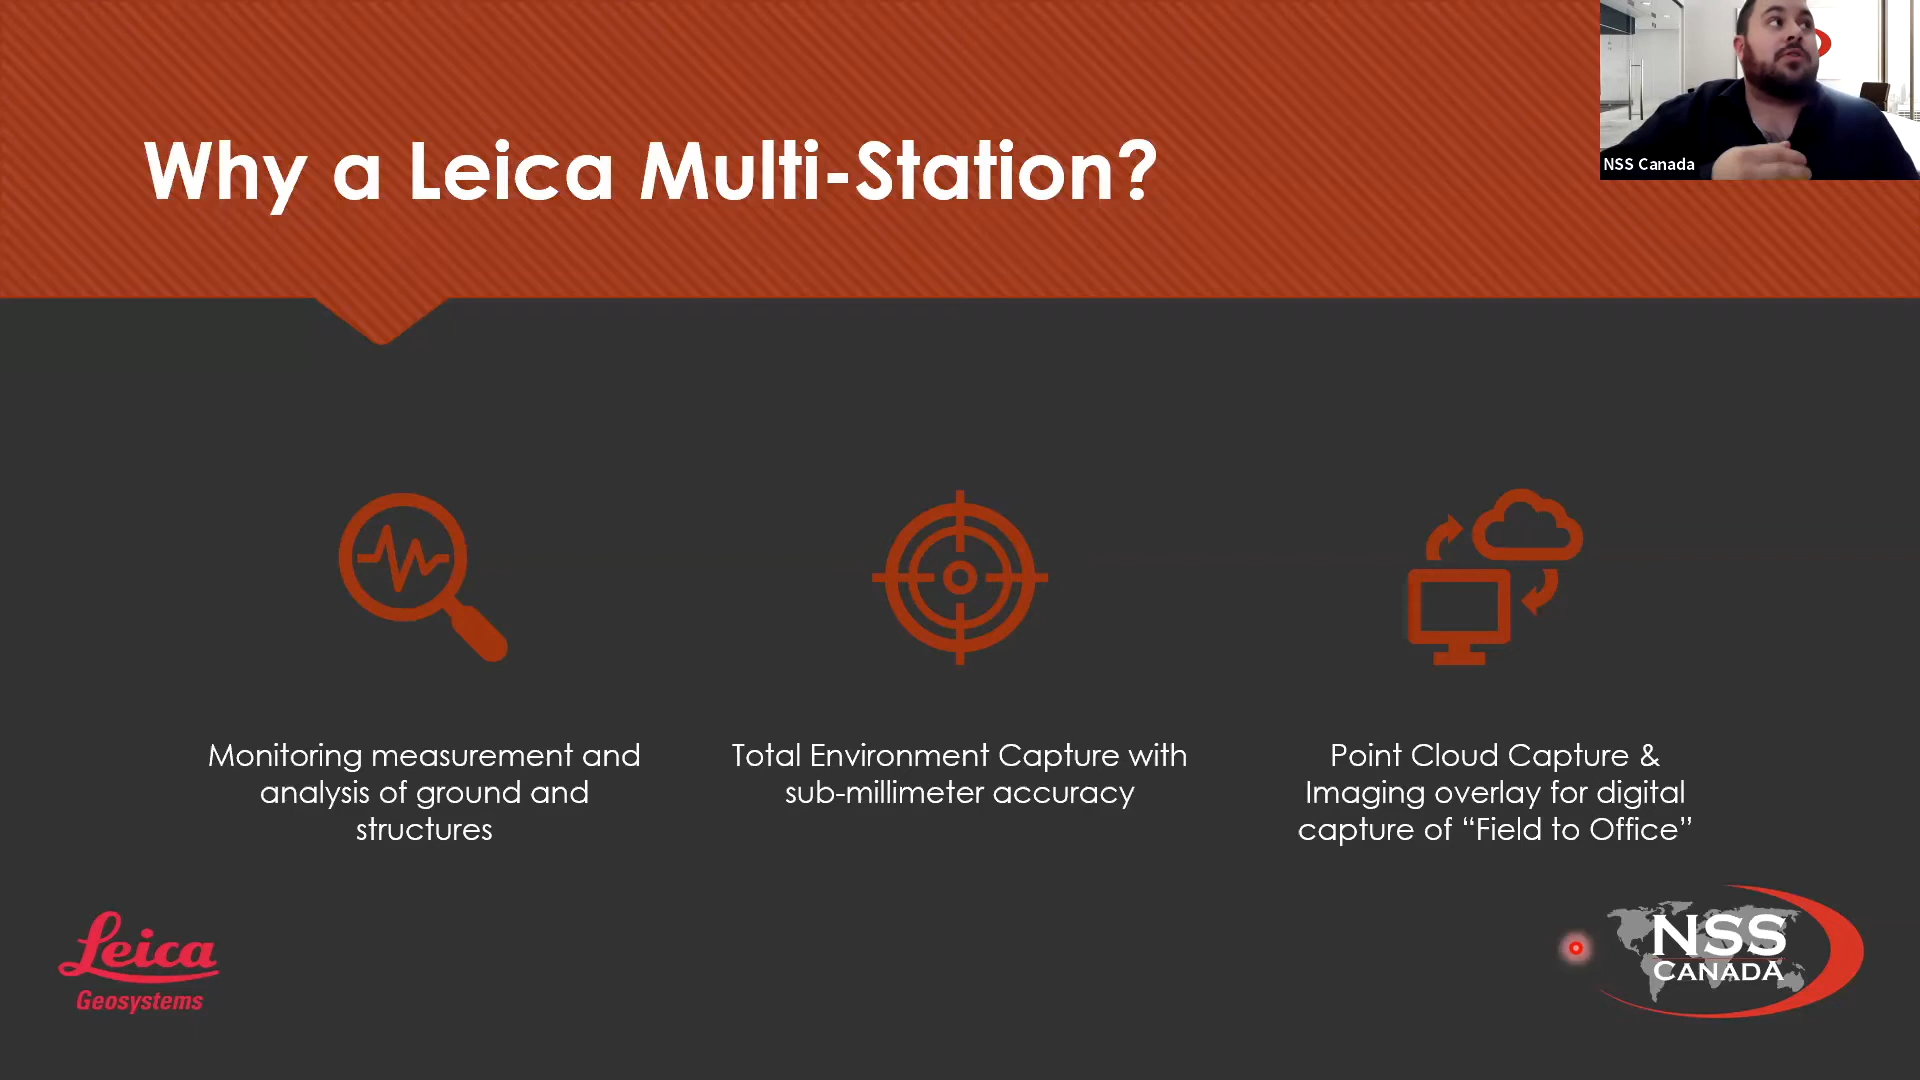 Why a Leica Multi-Station?
NSS Canada
Monitoring measurement and
analysis of ground and
structures
Total Environment Capture with
sub-millimeter accuracy
Point Cloud Capture &
Imaging overlay for digital
capture of “Field to Office”
Leica
Geosystems
NSS
CANADA